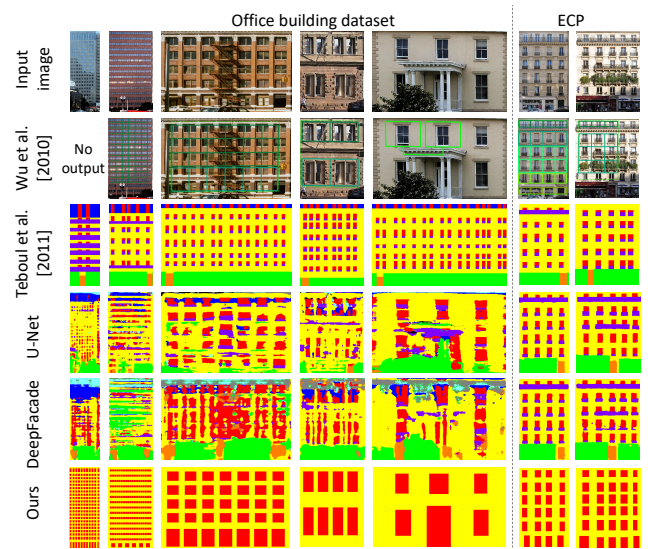 Office building dataset
ECP
Input
image
Wu et al.
[2010]
No
output
Teboul et al.
[2011]
U-Net
DeepFacade
Ours